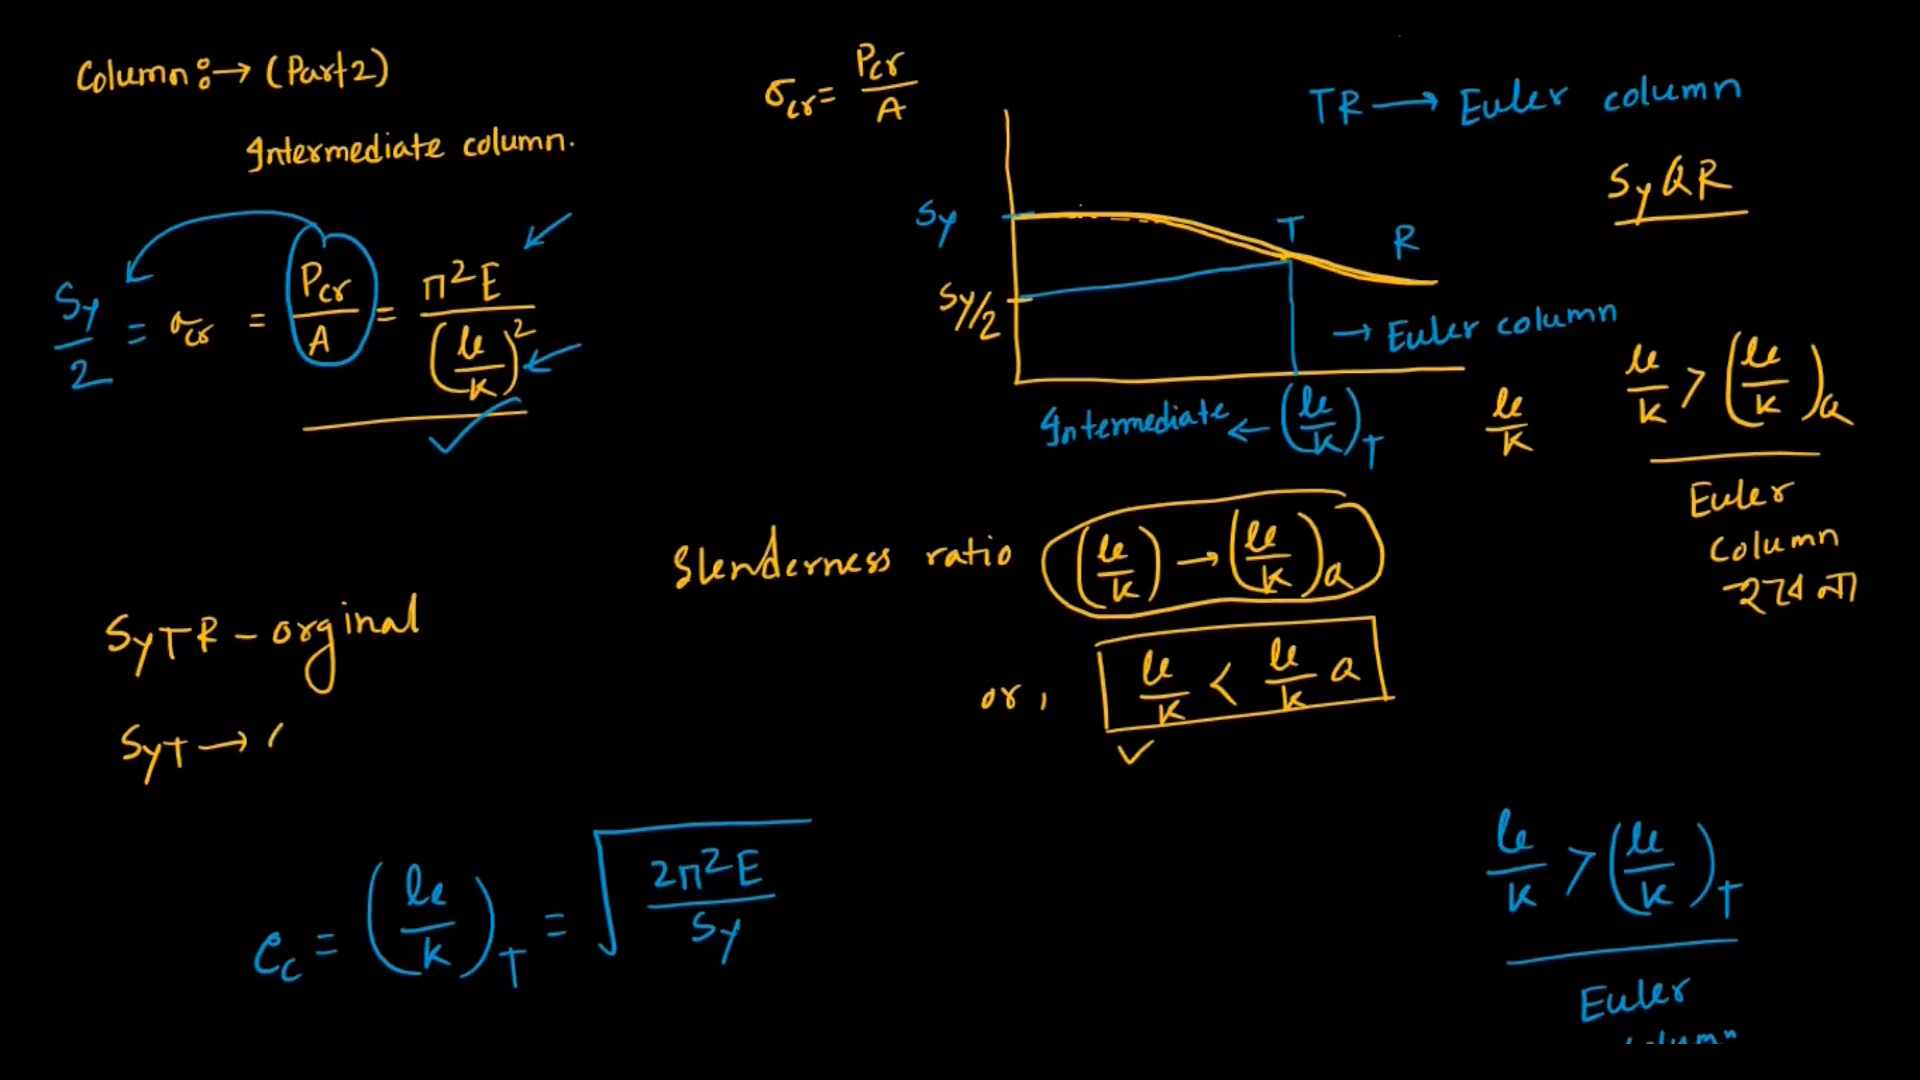 Column :→ (Part 2)
Intermediate column.
Sy/2 = σcr = Pcr/A = π²E/(le/k)²
SyTR - orginal
SyT → (
Cc = (le/k)T = √(2π²E/Sy)
σcr = Pcr/A
Sy
Sy/2
T
R
→ Euler column
Intermediate ← (le/k)T
le/k
TR → Euler column
SyQR
le/k > (le/k)Q
Euler
column
Slenderness ratio (le/k) → (le/k)Q
or, le/k < le/k Q
le/k > (le/k)T
Euler